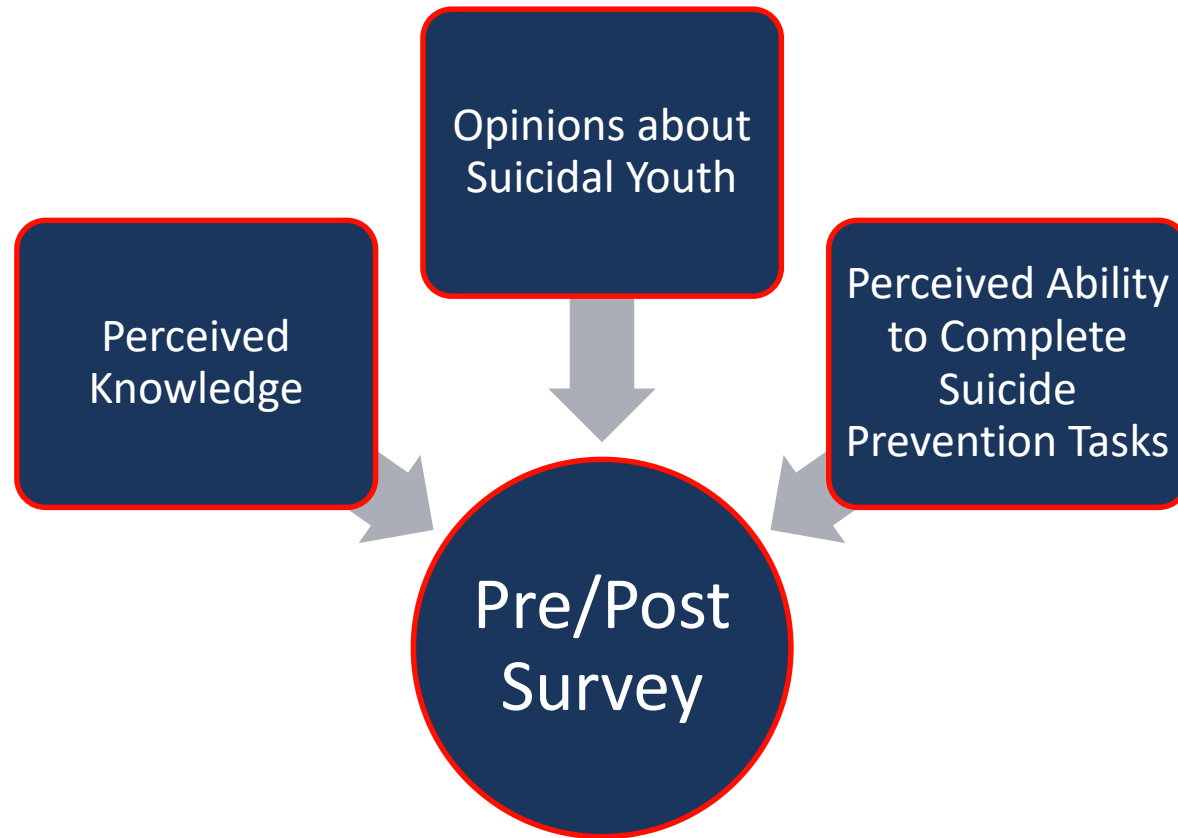 Opinions about
Suicidal Youth
Perceived
Knowledge
Perceived Ability
to Complete
Suicide
Prevention Tasks
Pre/Post
Survey